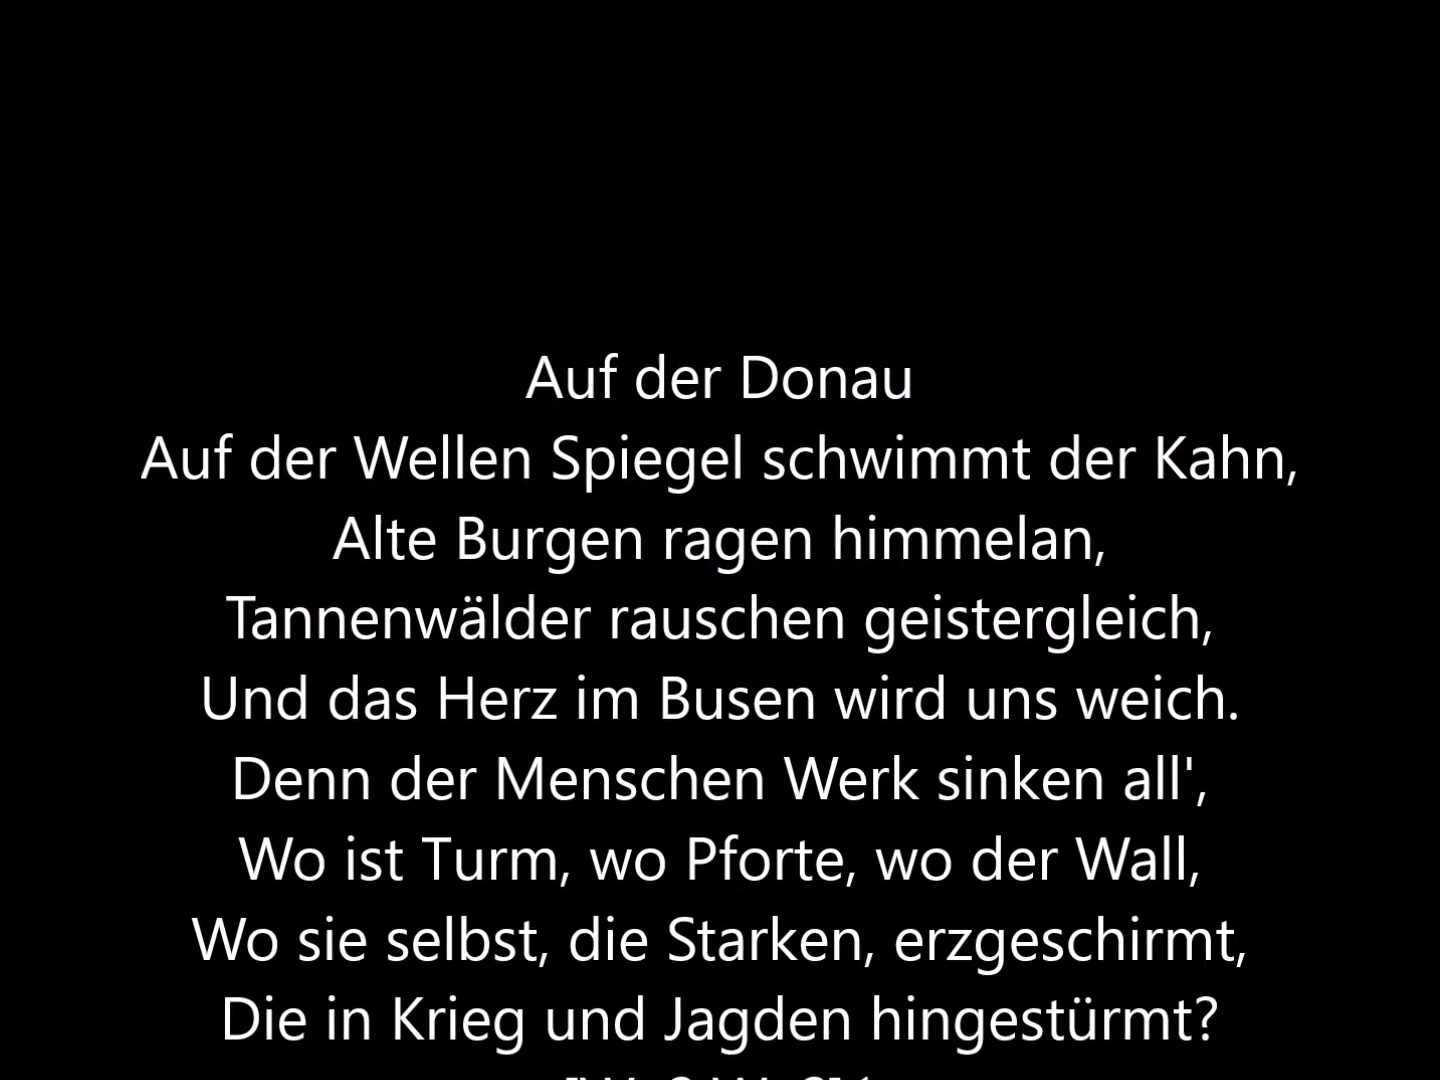 Auf der Donau
Auf der Wellen Spiegel schwimmt der Kahn,
Alte Burgen ragen himmelan,
Tannenwälder rauschen geistergleich,
Und das Herz im Busen wird uns weich.
Denn der Menschen Werk sinken all',
Wo ist Turm, wo Pforte, wo der Wall,
Wo sie selbst, die Starken, erzgeschirmt,
Die in Krieg und Jagden hingestürmt?